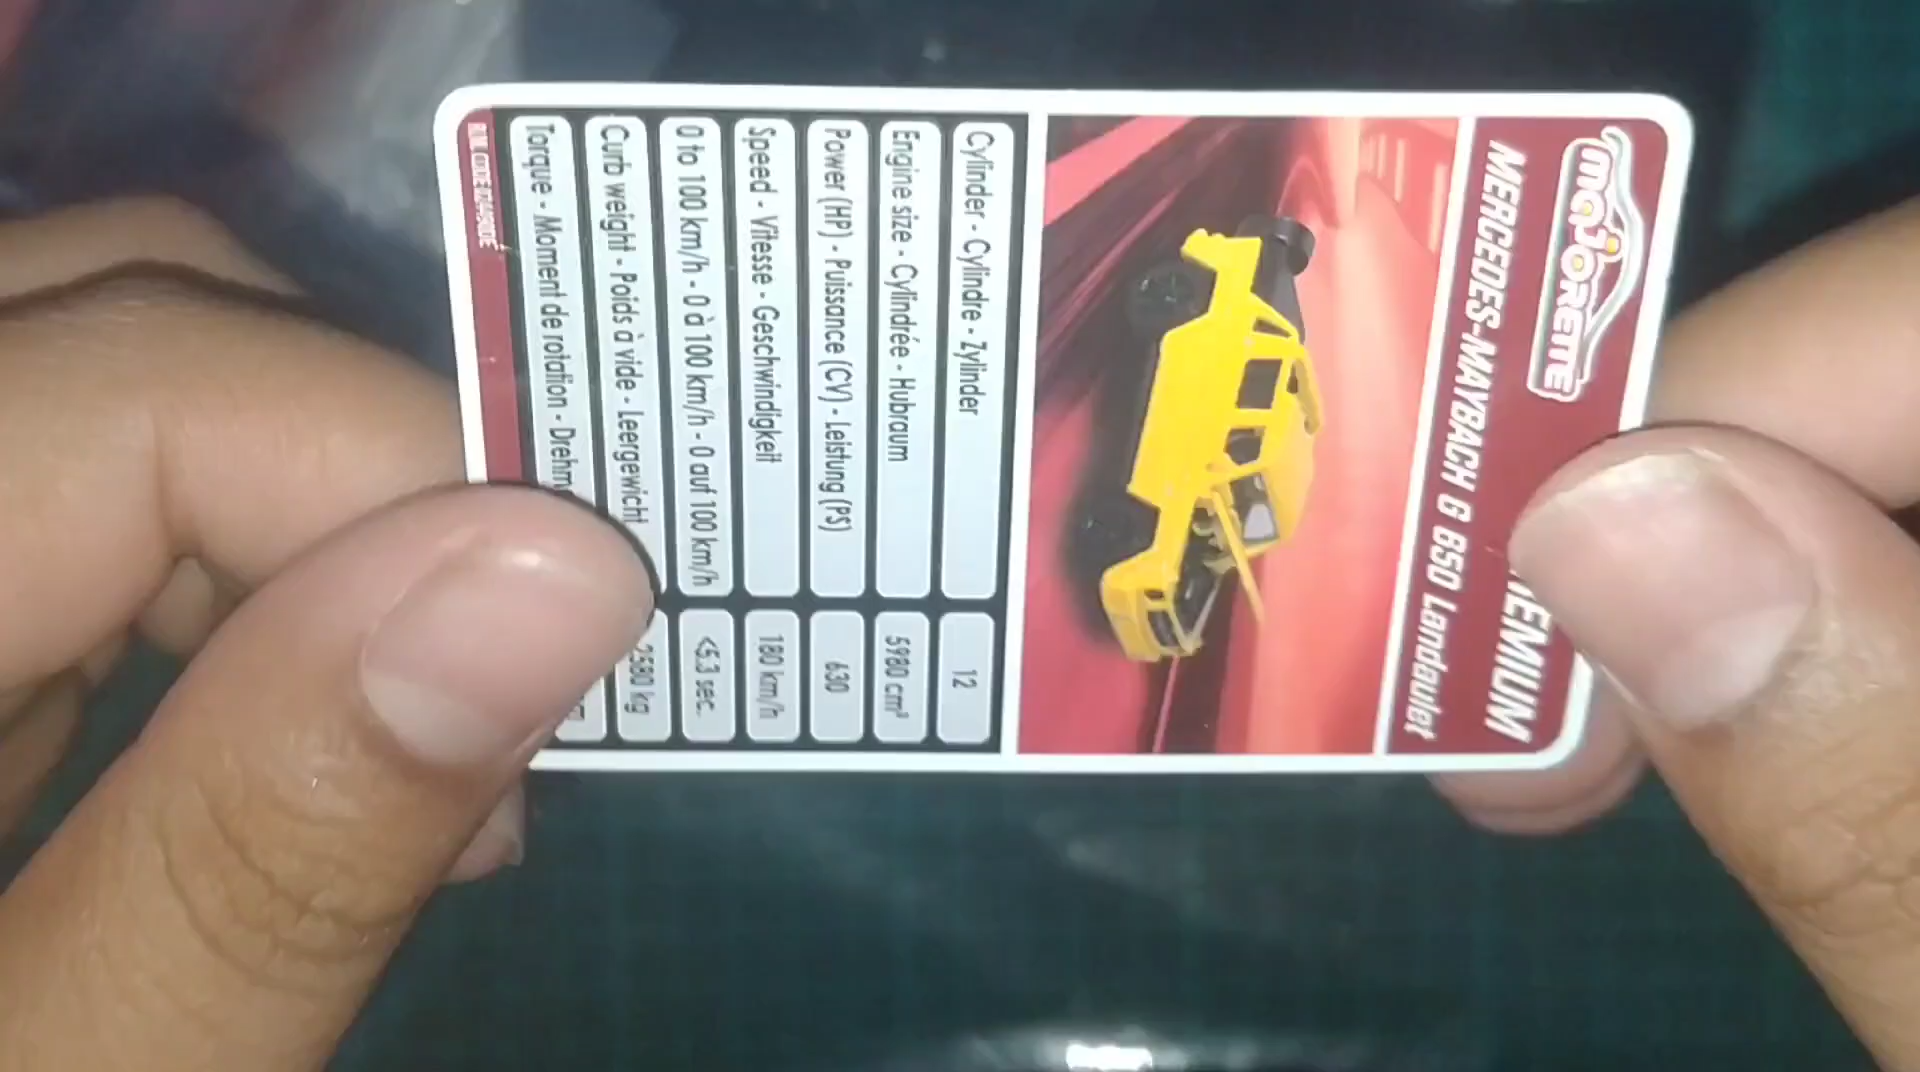 majORETTE
MERCEDES-MAYBACH G 650 Landaulet
Cylinder - Cylindre - Zylinder 12
Engine size - Cylindrée - Hubraum 5980 cm³
Power (HP) - Puissance (CV) - Leistung (PS) 630
Speed - Vitesse - Geschwindigkeit 180 km/h
0 to 100 km/h - 0 à 100 km/h - 0 auf 100 km/h <5.3 sec.
Curb weight - Poids à vide - Leergewicht 2580 kg
Torque - Moment de rotation -